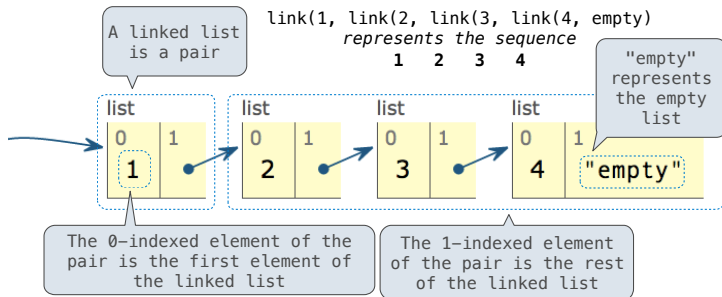 link(1, link(2, link(3, link(4, empty)
represents the sequence
1 2 3 4
A linked list
is a pair
"empty"
represents
the empty
list
list
0 1
1
list
0 1
2
list
0 1
3
list
0 1
4 "empty"
The 0-indexed element of the
pair is the first element of
the linked list
The 1-indexed element
of the pair is the rest
of the linked list